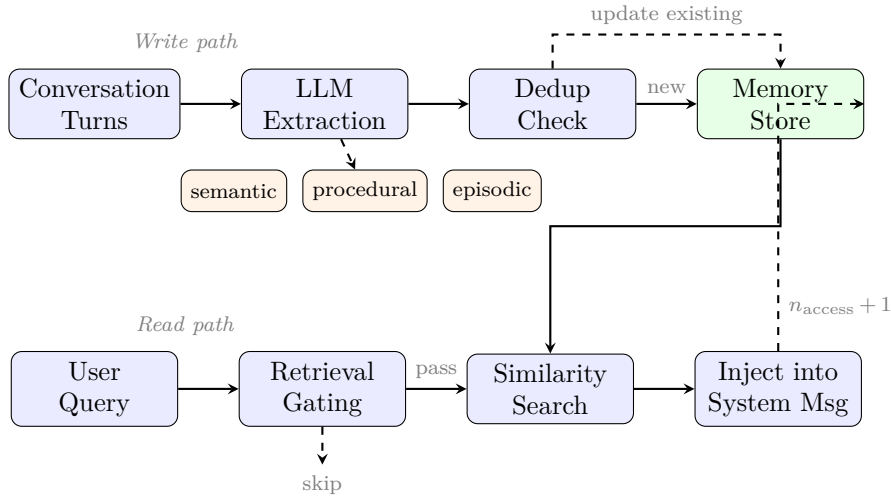 update existing
Write path
Conversation
Turns
LLM
Extraction
Dedup
Check
new
Memory
Store
semantic
procedural
episodic
n_access + 1
Read path
User
Query
Retrieval
Gating
pass
Similarity
Search
Inject into
System Msg
skip